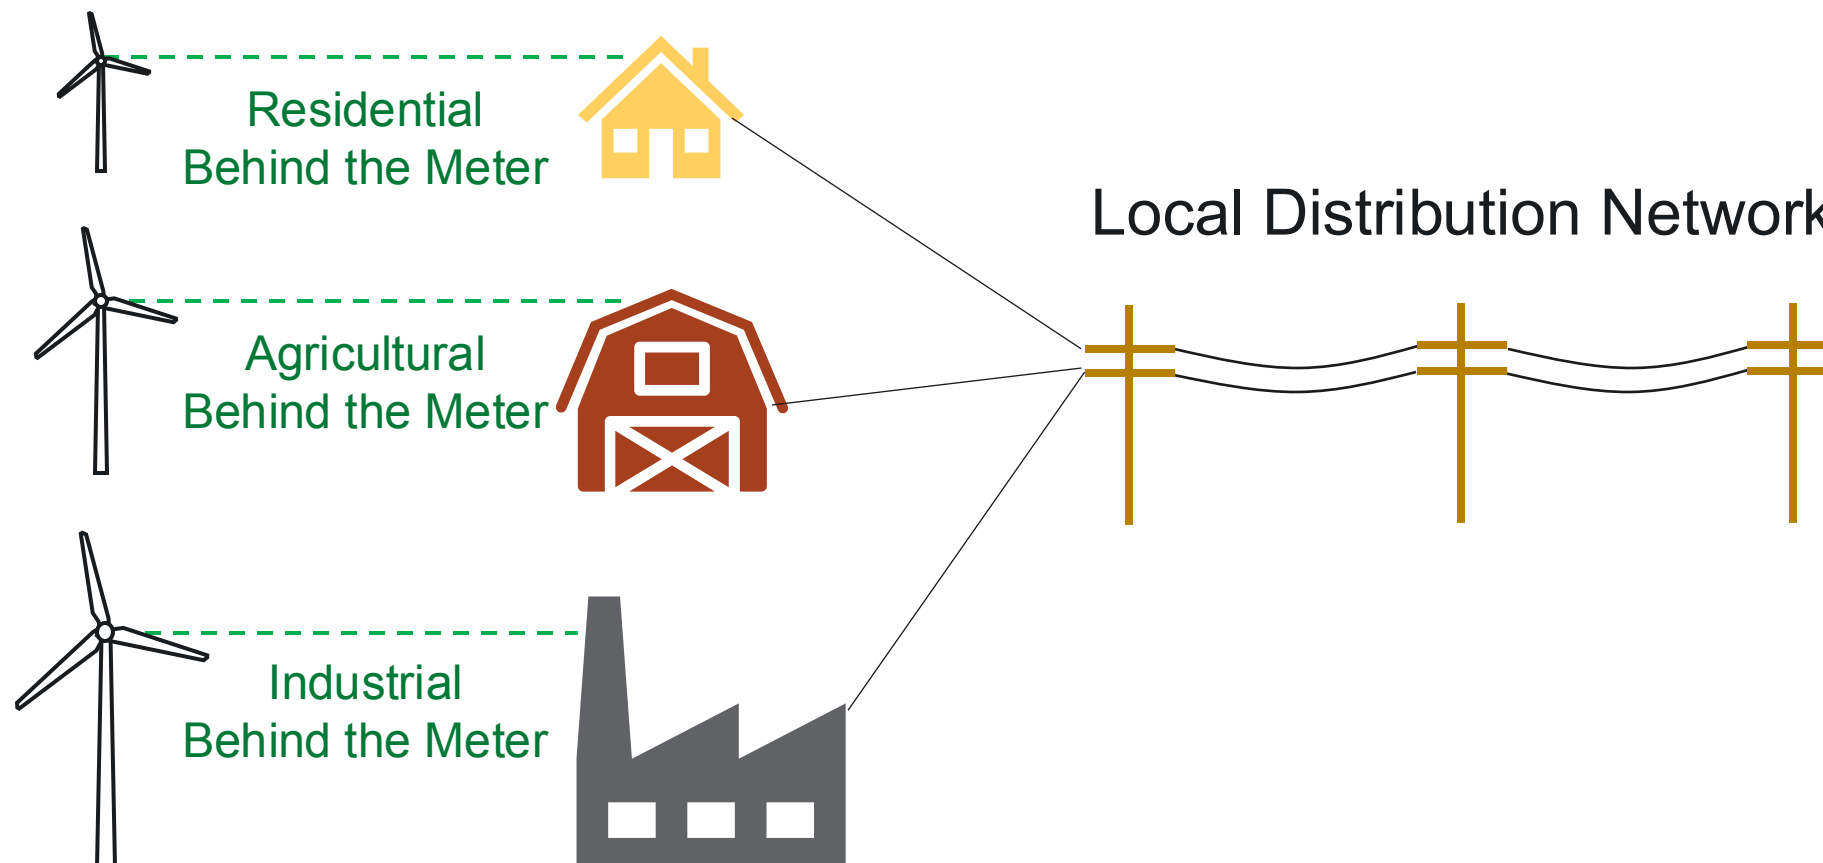 Residential
Behind the Meter
Local Distribution Network
Agricultural
Behind the Meter
Industrial
Behind the Meter